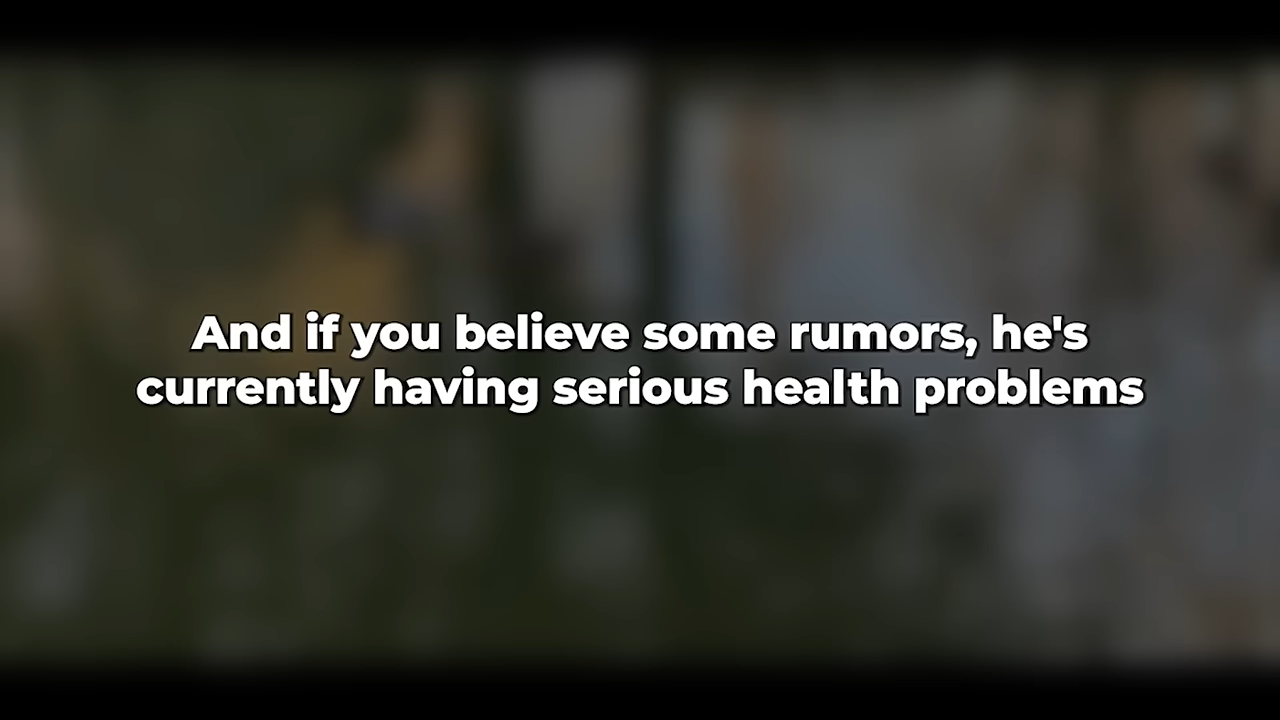 And if you believe some rumors, he's
currently having serious health problems